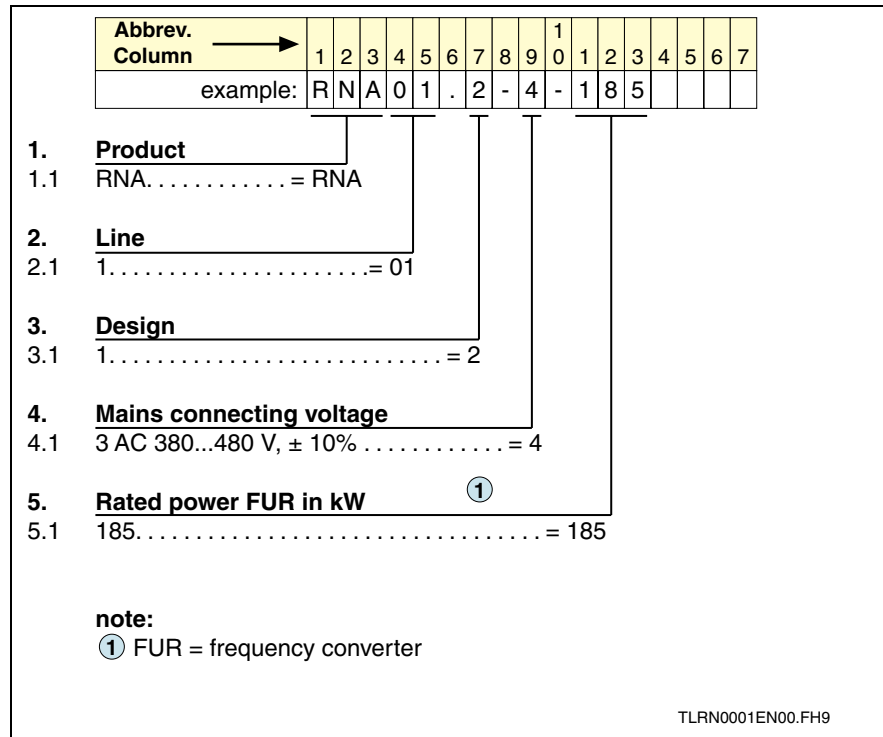 Abbrev.
Column 1 2 3 4 5 6 7 8 9 10 1 2 3 4 5 6 7
example: R N A 0 1 . 2 - 4 - 1 8 5
1. Product
1.1 RNA. . . . . . . . . . . . = RNA
2. Line
2.1 1. . . . . . . . . . . . . . . . . . . . . .= 01
3. Design
3.1 1. . . . . . . . . . . . . . . . . . . . . . . . . . . . = 2
4. Mains connecting voltage
4.1 3 AC 380...480 V, ± 10% . . . . . . . . . . . . = 4
5. Rated power FUR in kW 1
5.1 185. . . . . . . . . . . . . . . . . . . . . . . . . . . . . . . . . . = 185
note:
1 FUR = frequency converter
TLRN0001EN00.FH9